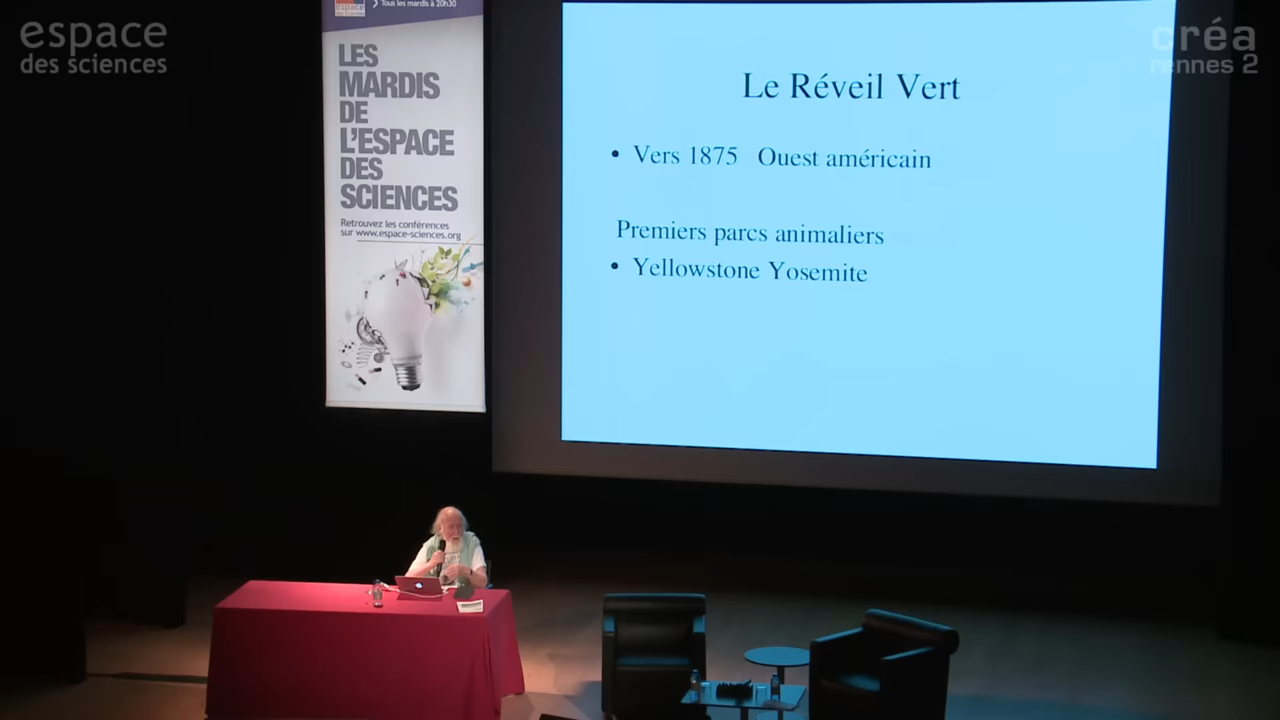 espace
des sciences
Tous les mardis à 20h30
LES
MARDIS
DE
L'ESPACE
DES
SCIENCES
Retrouvez les conférences
sur www.espace-sciences.org
Le Réveil Vert
• Vers 1875 Ouest américain
Premiers parcs animaliers
• Yellowstone Yosemite
créa
rennes 2